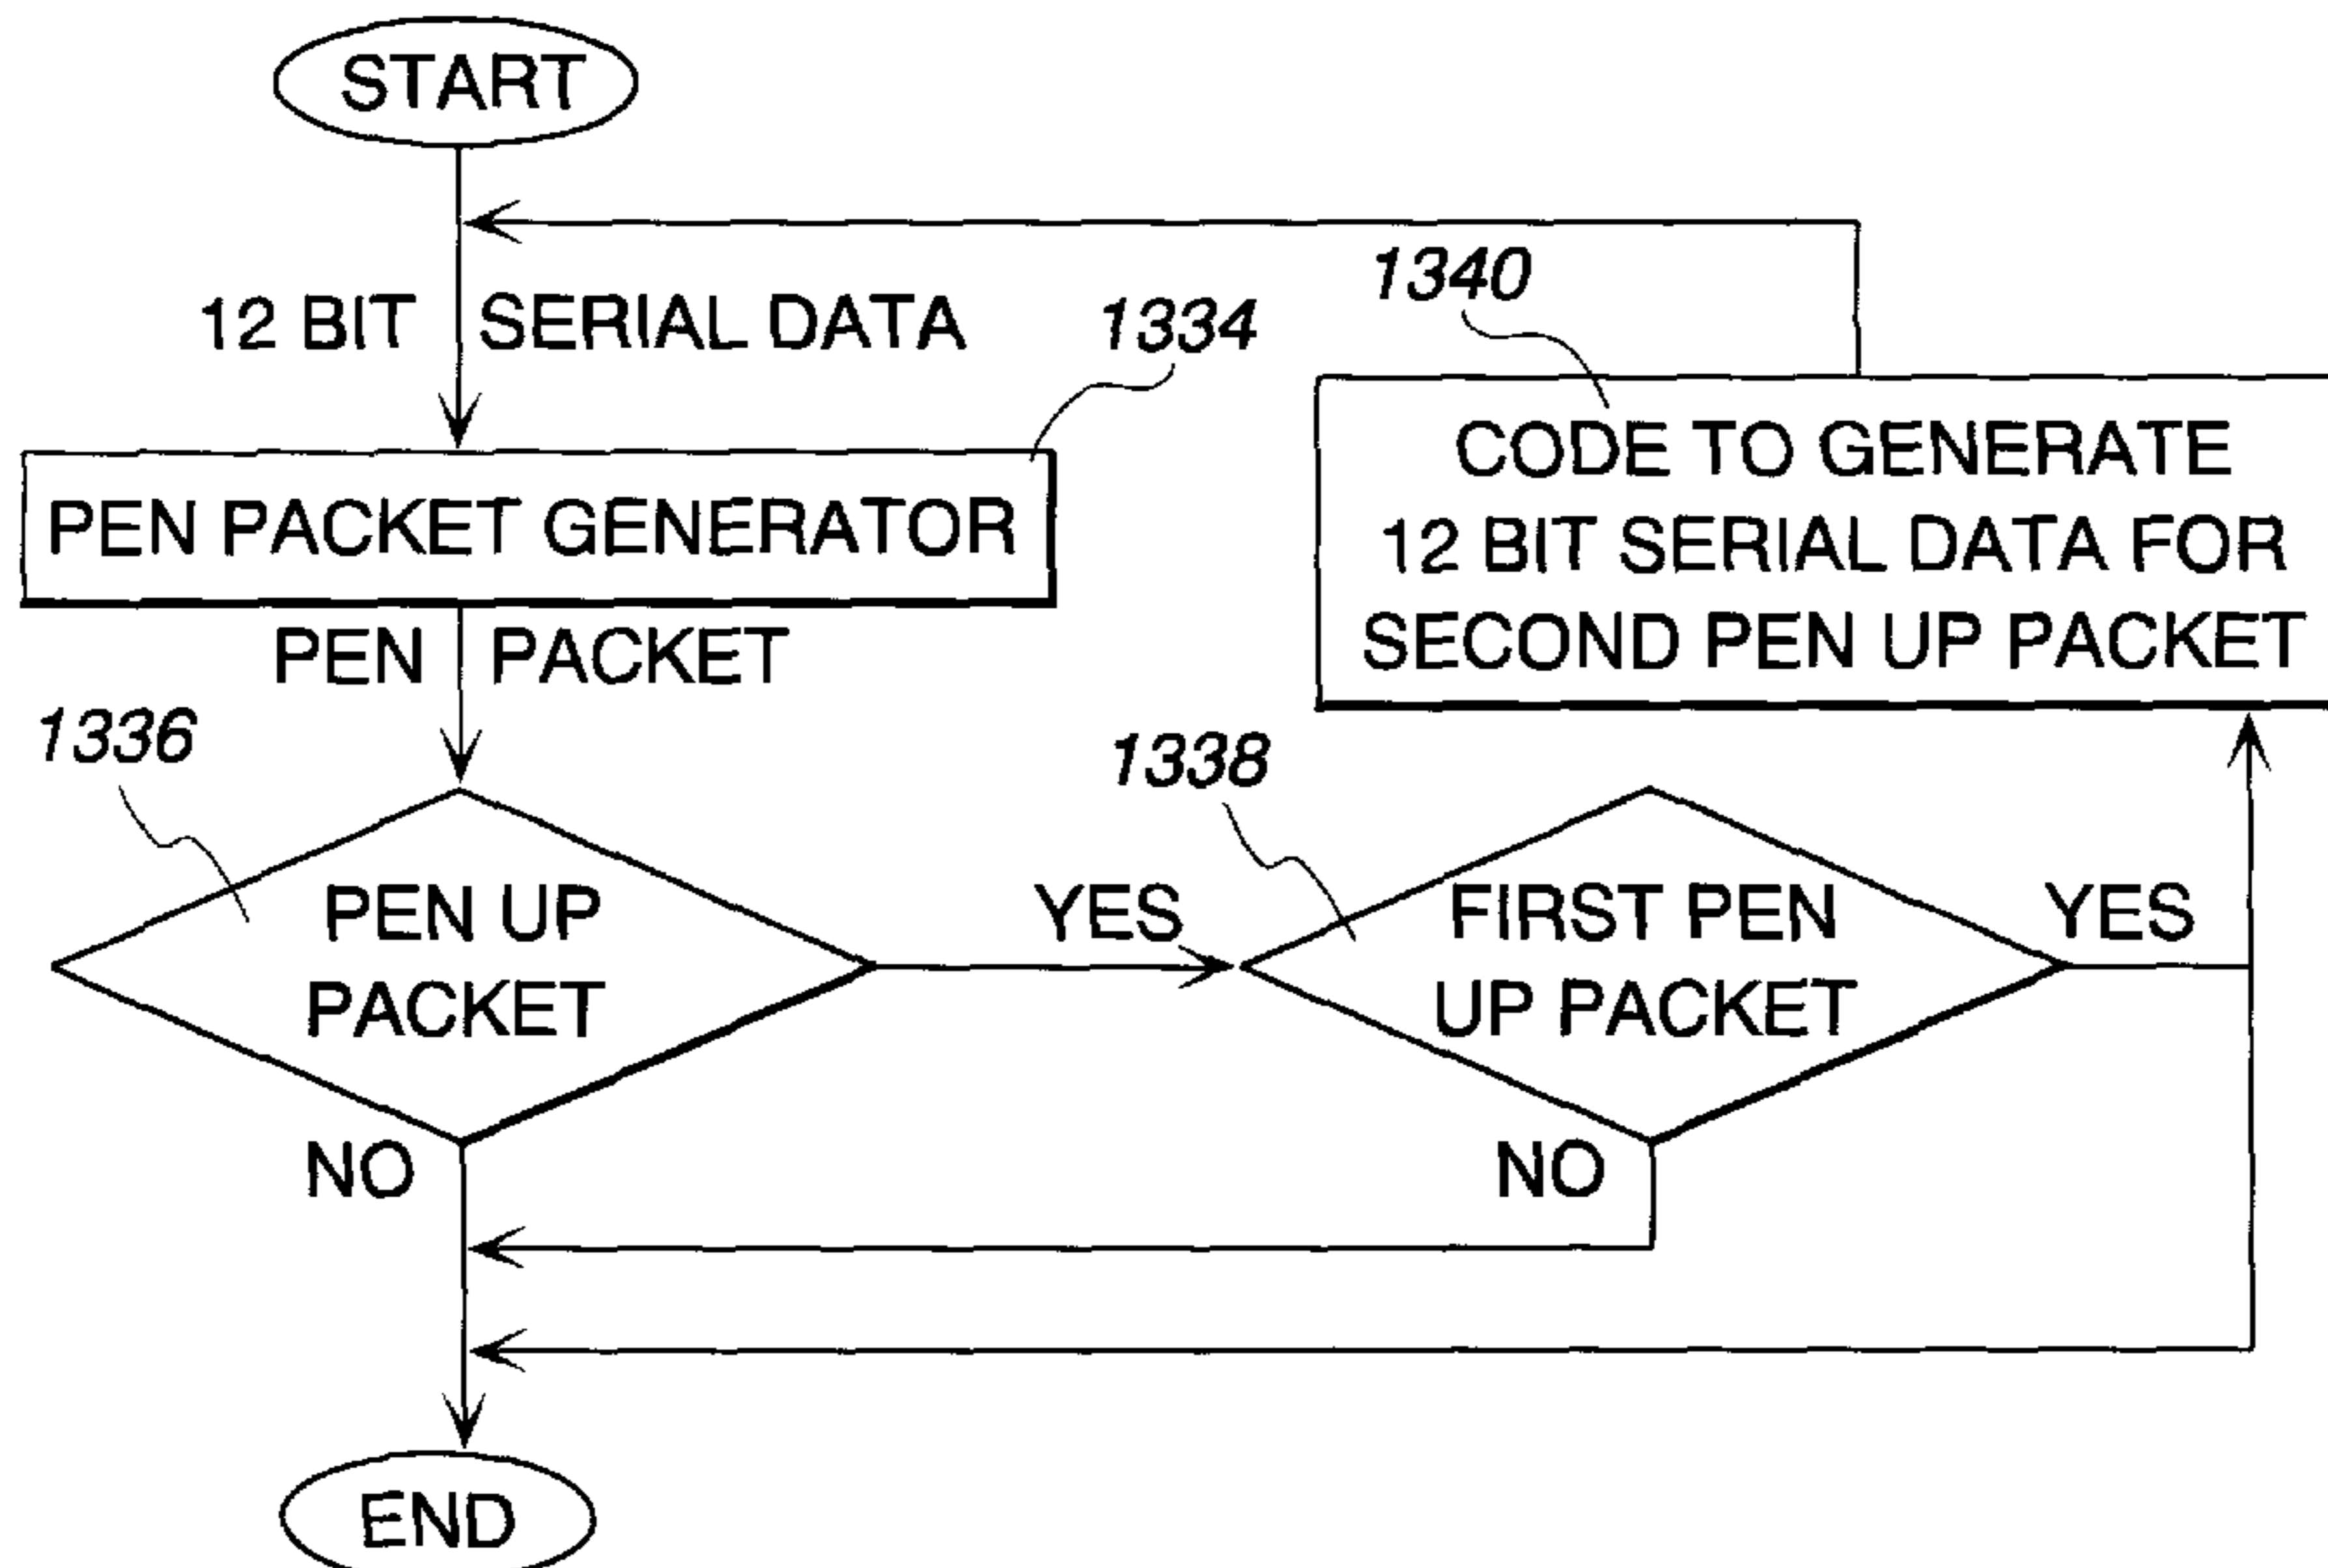 START
12 BIT SERIAL DATA
1334
1340
PEN PACKET GENERATOR
CODE TO GENERATE
12 BIT SERIAL DATA FOR
SECOND PEN UP PACKET
PEN PACKET
1336
1338
PEN UP
PACKET
YES
FIRST PEN
UP PACKET
YES
NO
NO
END